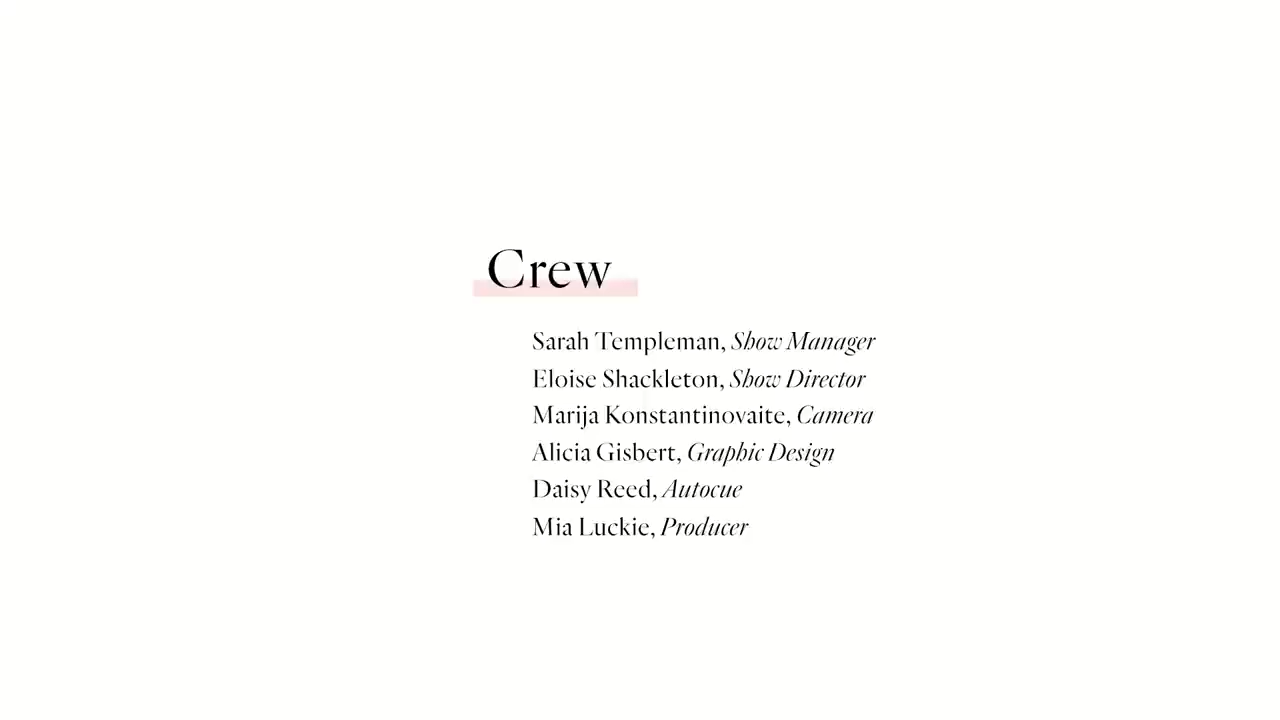 Crew
Sarah Templeman, Show Manager
Eloise Shackleton, Show Director
Marija Konstantinovaite, Camera
Alicia Gisbert, Graphic Design
Daisy Reed, Autocue
Mia Luckie, Producer